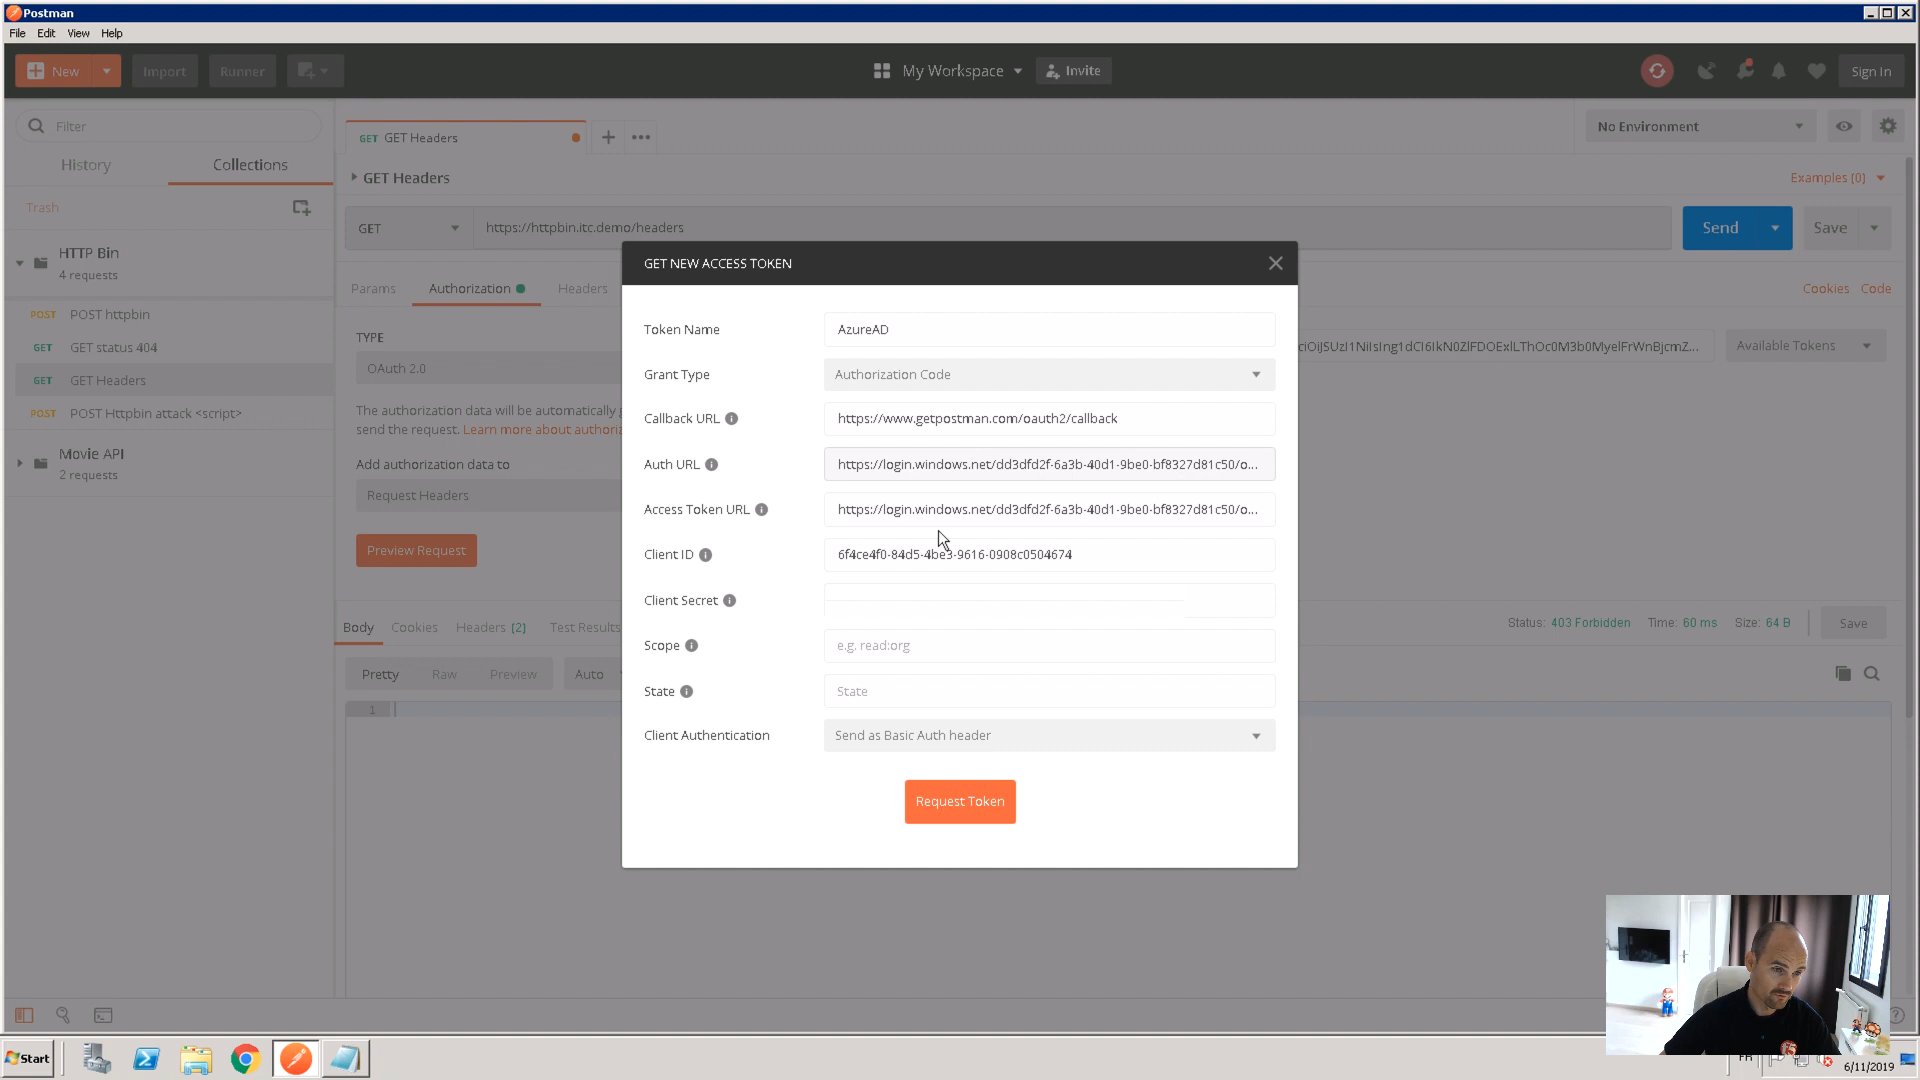 Postman
File Edit View Help
New Import Runner My Workspace Invite Sign In
Filter
History Collections
Trash
HTTP Bin
4 requests
POST POST httpbin
GET GET status 404
GET GET Headers
POST POST Httpbin attack <script>
Movie API
2 requests
GET GET Headers
No Environment
GET Headers
Examples (0)
GET https://httpbin.itc.demo/headers
Send Save
Params Authorization Headers
Cookies Code
TYPE
OAuth 2.0
The authorization data will be automatically
send the request. Learn more about
Add authorization data to
Request Headers
Preview Request
Available Tokens
GET NEW ACCESS TOKEN
Token Name AzureAD
Grant Type Authorization Code
Callback URL https://www.getpostman.com/oauth2/callback
Auth URL https://login.windows.net/dd3dfd2f-6a3b-40d1-9be0-bf8327d81c50/o...
Access Token URL https://login.windows.net/dd3dfd2f-6a3b-40d1-9be0-bf8327d81c50/o...
Client ID 6f4ce4f0-84d5-4be3-9616-0908c0504674
Client Secret
Scope e.g. read:org
State State
Client Authentication Send as Basic Auth header
Request Token
Body Cookies Headers (2) Test Results
Status: 403 Forbidden Time: 60 ms Size: 64 B Save
Pretty Raw Preview Auto
1
Start
FR
6/11/2019